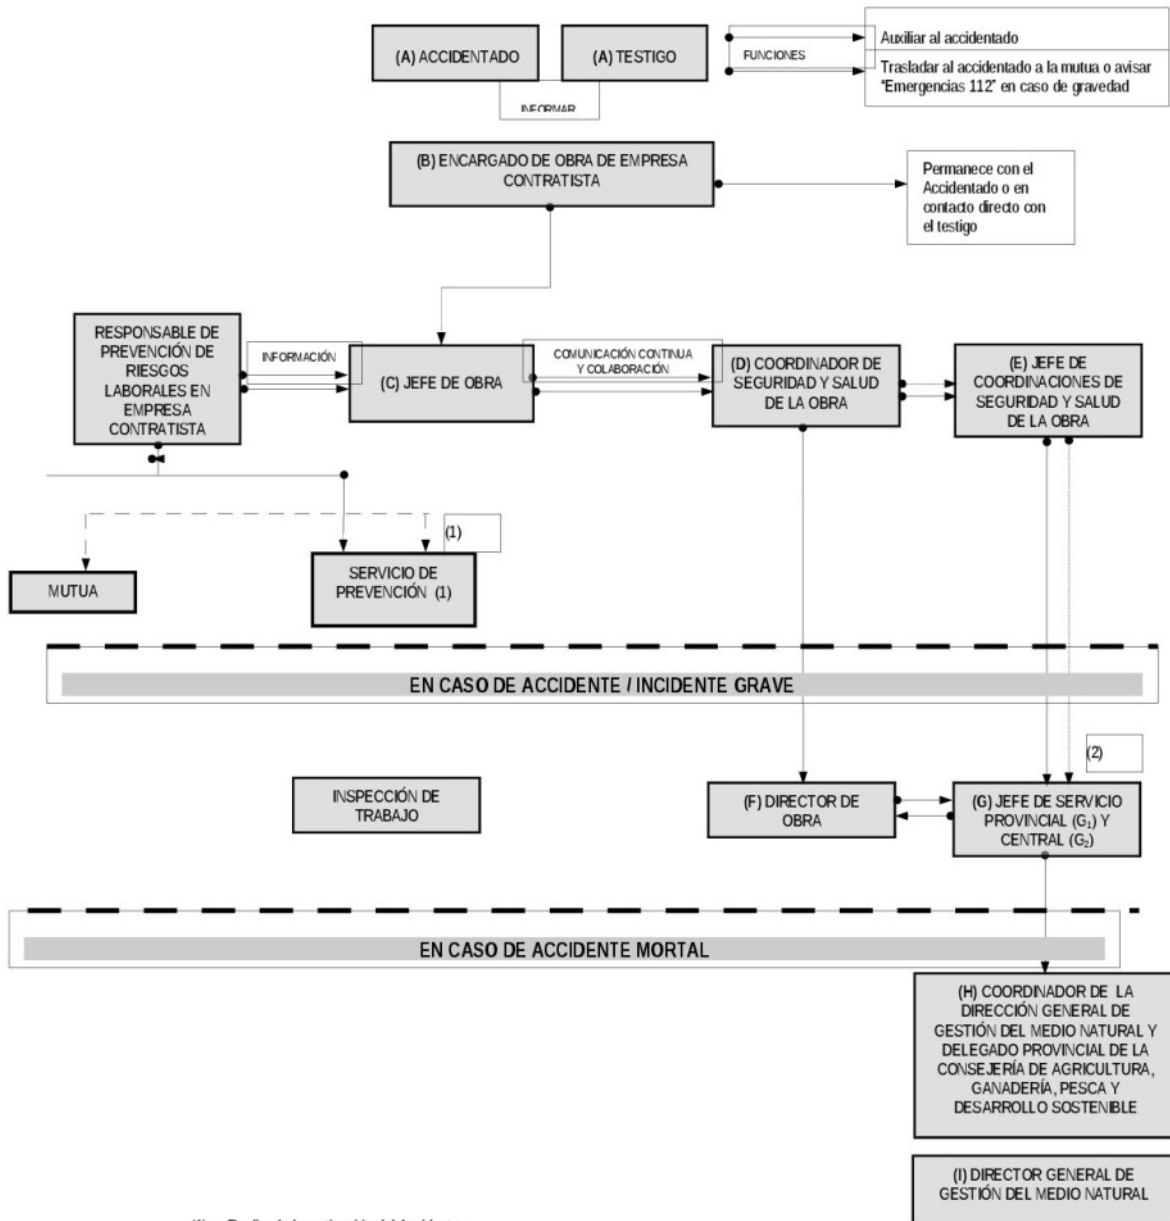 (A) ACCIDENTADO
(A) TESTIGO
FUNCIONES
Auxiliar al accidentado
Trasladar al accidentado a la mutua o avisar
"Emergencias 112" en caso de gravedad
INFORMAR
(B) ENCARGADO DE OBRA DE EMPRESA
CONTRATISTA
Permanece con el
Accidentado o en
contacto directo con
el testigo
RESPONSABLE DE
PREVENCIÓN DE
RIESGOS
LABORALES EN
EMPRESA
CONTRATISTA
INFORMACIÓN
(C) JEFE DE OBRA
COMUNICACIÓN CONTINUA
Y COLABORACIÓN
(D) COORDINADOR DE
SEGURIDAD Y SALUD
DE LA OBRA
(E) JEFE DE
COORDINACIONES DE
SEGURIDAD Y SALUD
DE LA OBRA
(1)
MUTUA
SERVICIO DE
PREVENCIÓN (1)
EN CASO DE ACCIDENTE / INCIDENTE GRAVE
(2)
INSPECCIÓN DE
TRABAJO
(F) DIRECTOR DE
OBRA
(G) JEFE DE SERVICIO
PROVINCIAL (G₁) Y
CENTRAL (G₂)
EN CASO DE ACCIDENTE MORTAL
(H) COORDINADOR DE LA
DIRECCIÓN GENERAL DE
GESTIÓN DEL MEDIO NATURAL Y
DELEGADO PROVINCIAL DE LA
CONSEJERÍA DE AGRICULTURA,
GANADERÍA, PESCA Y
DESARROLLO SOSTENIBLE
(I) DIRECTOR GENERAL DE
GESTIÓN DEL MEDIO NATURAL